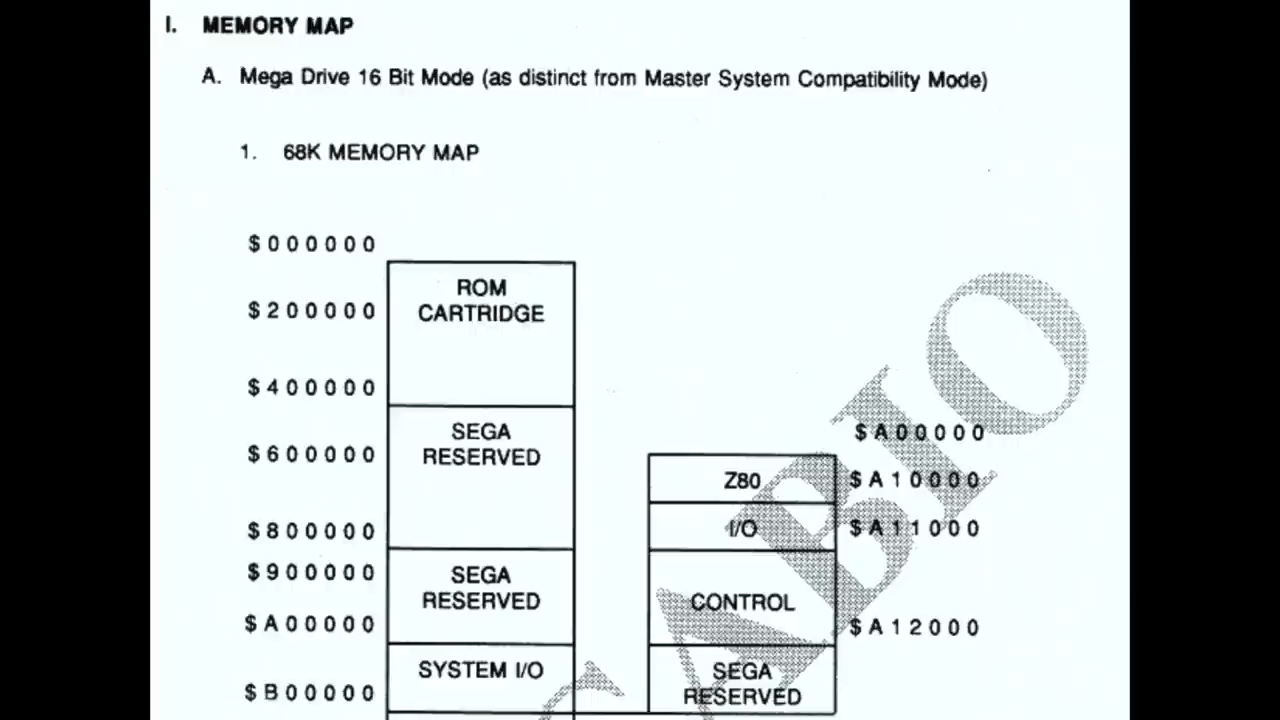 I. MEMORY MAP
A. Mega Drive 16 Bit Mode (as distinct from Master System Compatibility Mode)
1. 68K MEMORY MAP
$000000
ROM
CARTRIDGE
$200000
$400000
SEGA
RESERVED
$600000
$800000
$900000
SEGA
RESERVED
$A00000
SYSTEM I/O
$B00000
$A00000
Z80
$A10000
I/O
$A11000
CONTROL
$A12000
SEGA
RESERVED